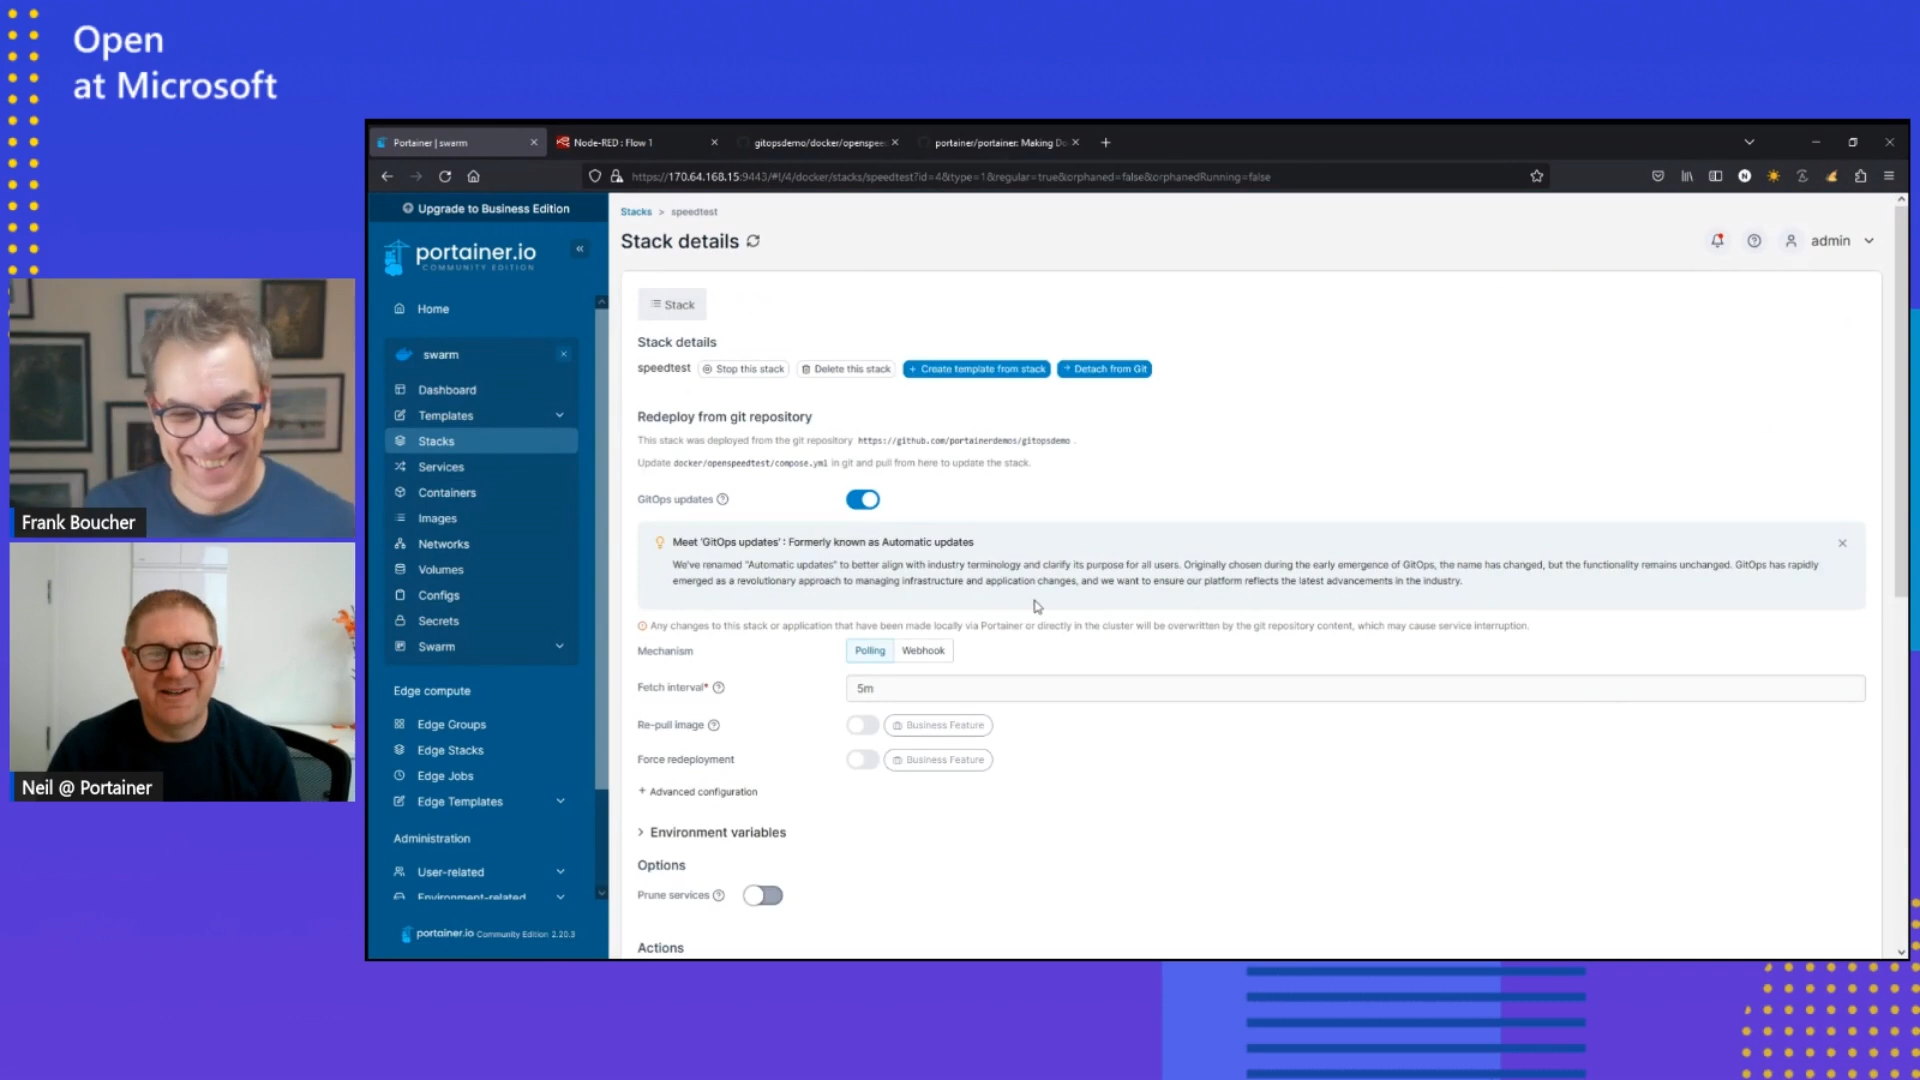 Open
at Microsoft
Portainer | swarm
Node-RED : Flow 1
gitopsdemo/docker/openspee
portainer/portainer: Making Do
https://170.64.168.15:9443/#!/4/docker/stacks/speedtest?id=4&type=1&regular=true&orphaned=false&orphanedRunning=false
Upgrade to Business Edition
portainer.io
COMMUNITY EDITION
Home
swarm
Dashboard
Templates
Stacks
Services
Containers
Images
Networks
Volumes
Configs
Secrets
Swarm
Edge compute
Edge Groups
Edge Stacks
Edge Jobs
Edge Templates
Administration
User-related
Environment-related
portainer.io Community Edition 2.20.3
Stacks > speedtest
Stack details
admin
Stack
Stack details
speedtest Stop this stack Delete this stack + Create template from stack Detach from Git
Redeploy from git repository
This stack was deployed from the git repository https://github.com/portainerdemos/gitopsdemo .
Update docker/openspeedtest/compose.yml in git and pull from here to update the stack.
GitOps updates
Meet 'GitOps updates' : Formerly known as Automatic updates
We've renamed "Automatic updates" to better align with industry terminology and clarify its purpose for all users. Originally chosen during the early emergence of GitOps, the name has changed, but the functionality remains unchanged. GitOps has rapidly
emerged as a revolutionary approach to managing infrastructure and application changes, and we want to ensure our platform reflects the latest advancements in the industry.
Any changes to this stack or application that have been made locally via Portainer or directly in the cluster will be overwritten by the git repository content, which may cause service interruption.
Mechanism Polling Webhook
Fetch interval* 5m
Re-pull image Business Feature
Force redeployment Business Feature
+ Advanced configuration
> Environment variables
Options
Prune services
Actions
Frank Boucher
Neil @ Portainer